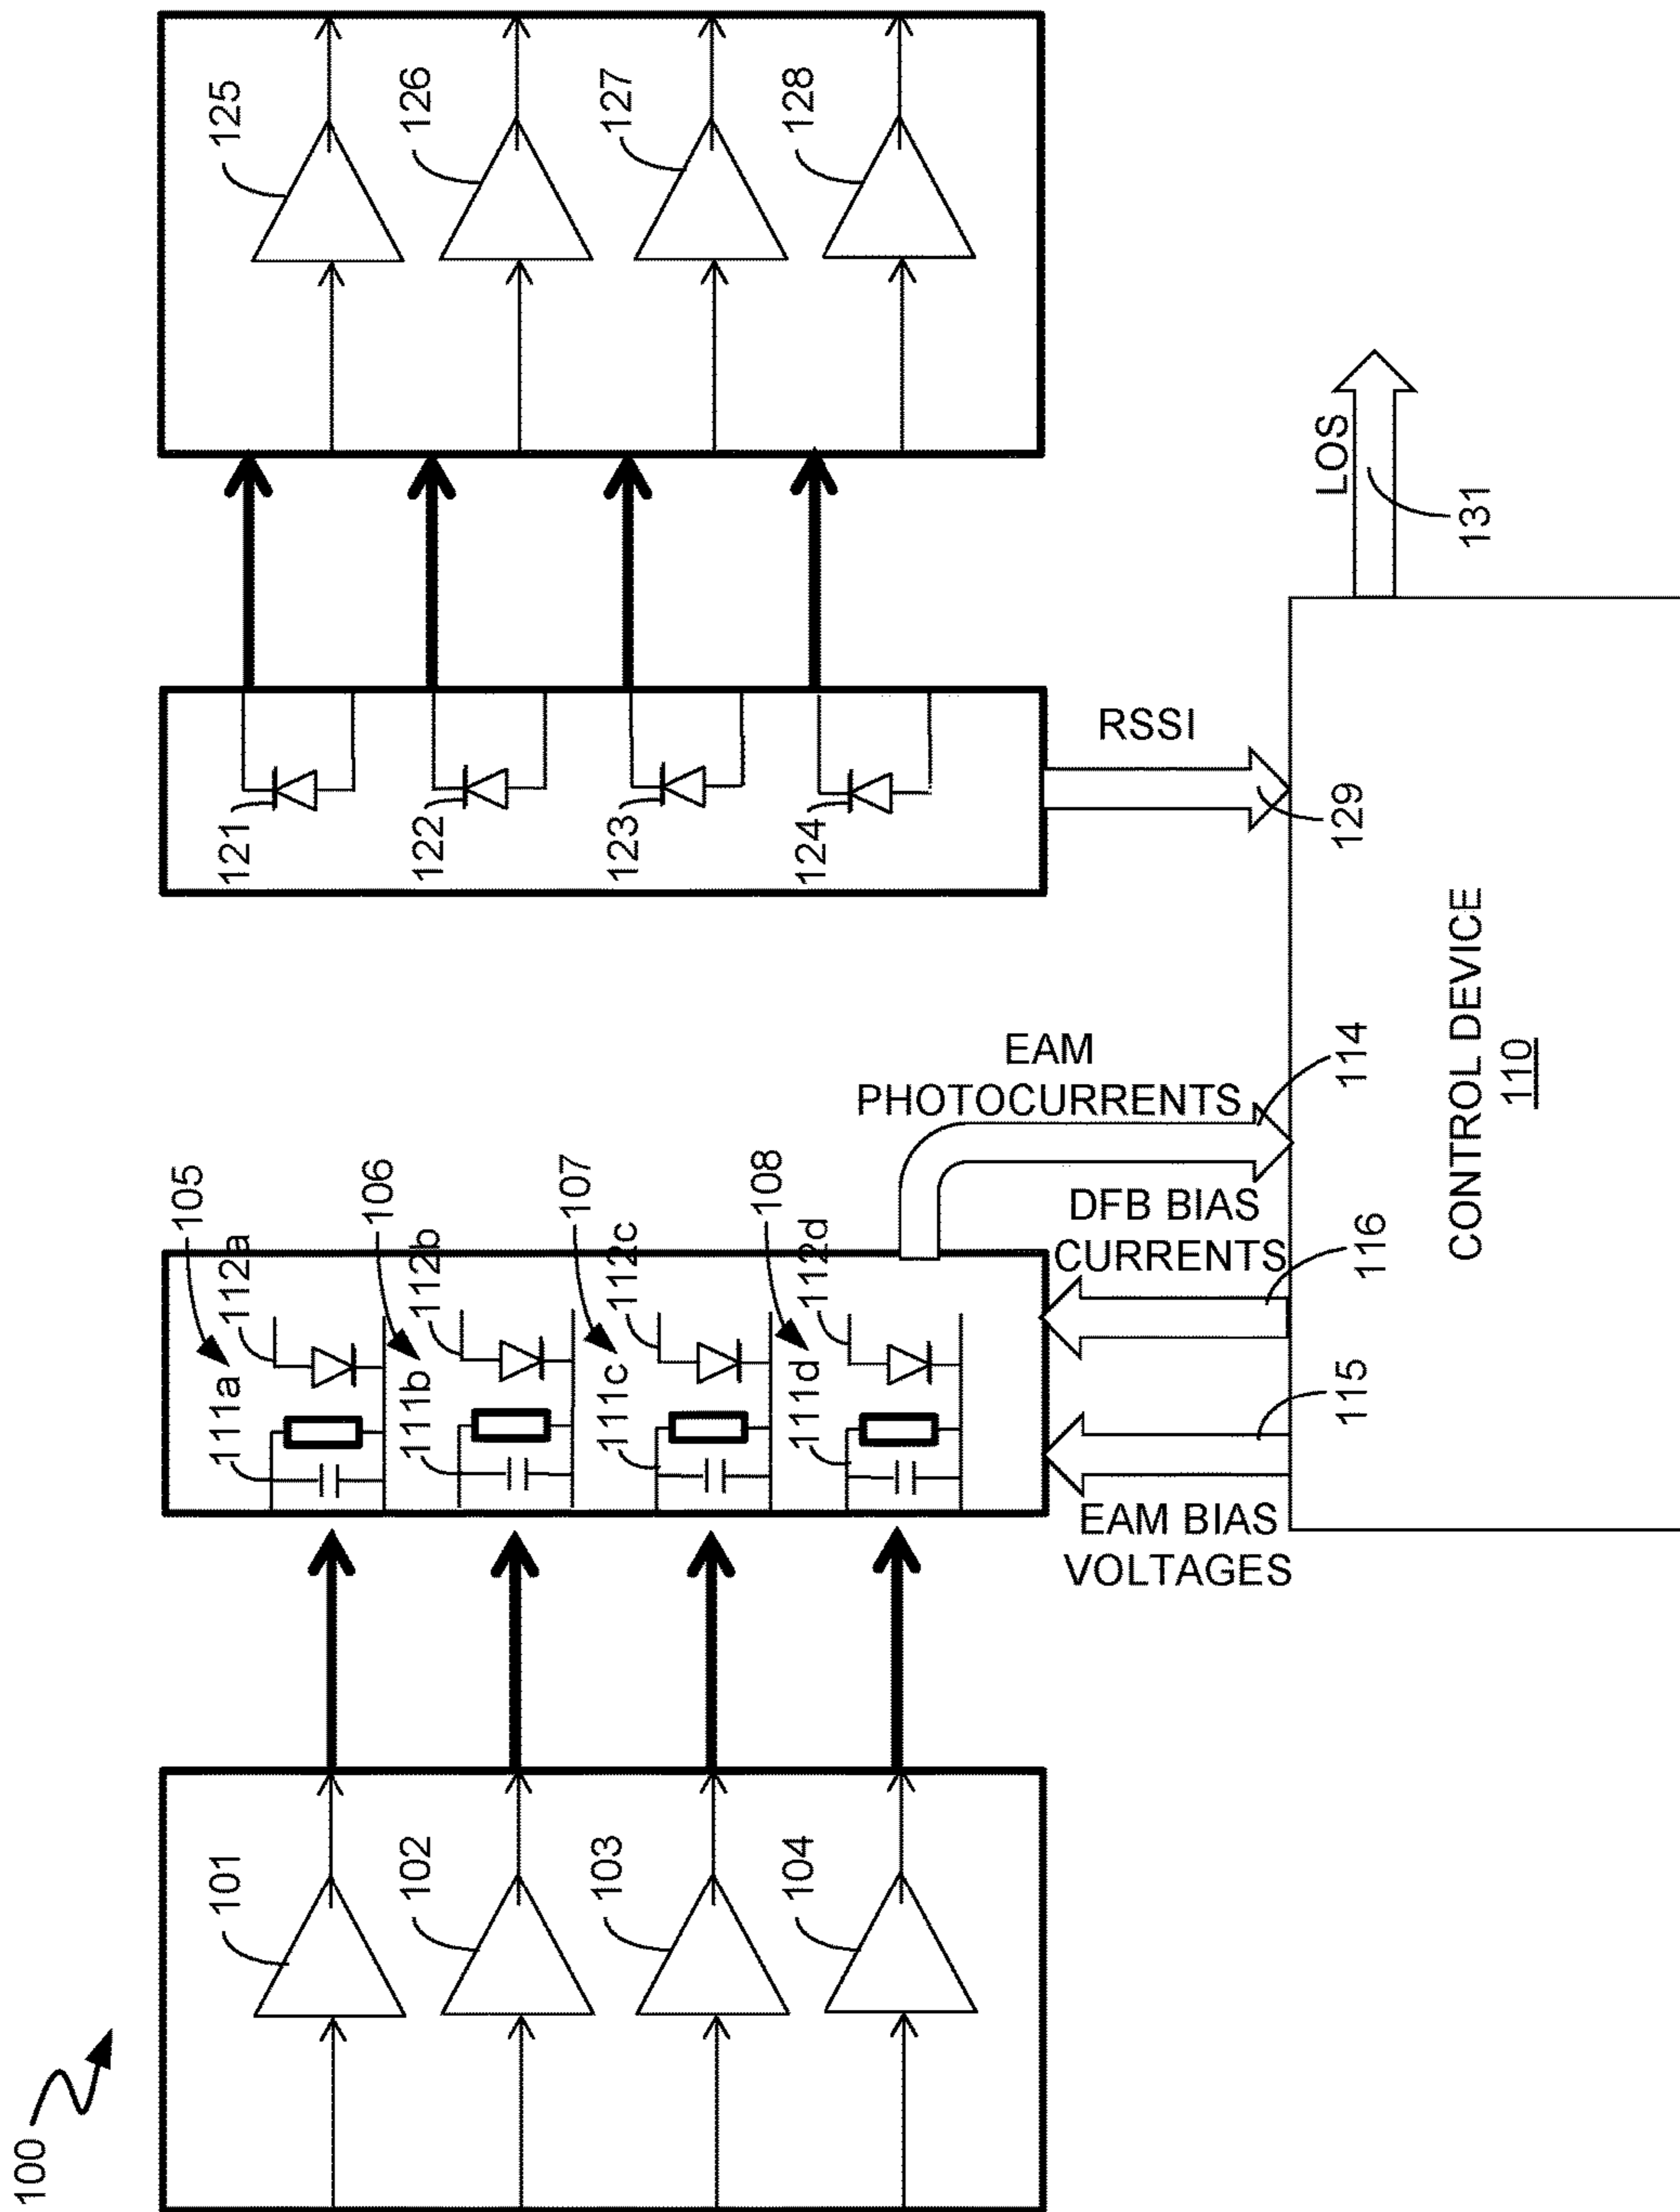 100
101
102
103
104
105
111a
112a
106
111b
112b
107
111c
112c
108
111d
112d
121
122
123
124
125
126
127
128
EAM BIAS
VOLTAGES
115
DFB BIAS
CURRENTS
116
EAM
PHOTOCURRENTS
114
RSSI
129
LOS
131
CONTROL DEVICE
110